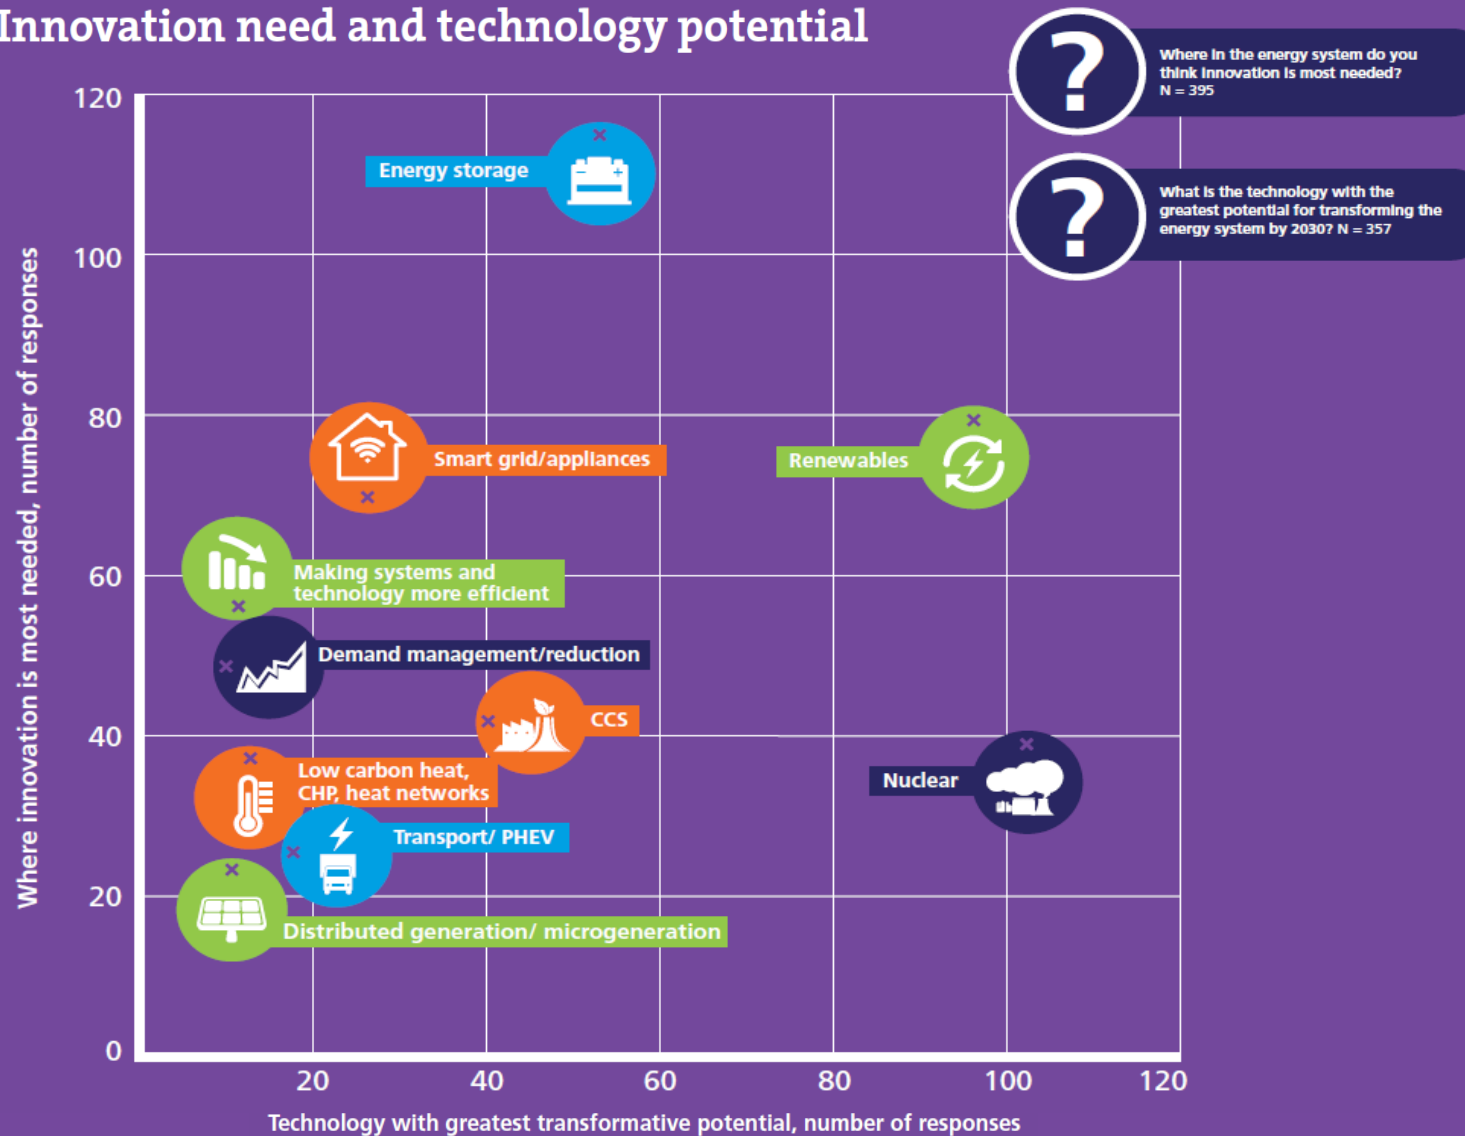 Innovation need and technology potential
Where in the energy system do you
think innovation is most needed?
N = 395
What is the technology with the
greatest potential for transforming the
energy system by 2030? N = 357
?
?
Where innovation is most needed, number of responses
120
100
80
60
40
20
0
Energy storage
Smart grid/appliances
Renewables
Making systems and
technology more efficient
Demand management/reduction
CCS
Nuclear
Low carbon heat,
CHP, heat networks
Transport/ PHEV
Distributed generation/ microgeneration
20
40
60
80
100
120
Technology with greatest transformative potential, number of responses